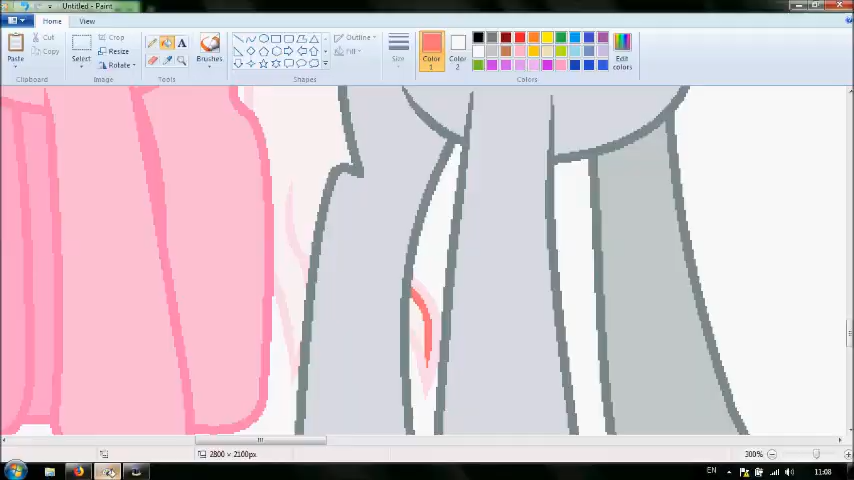 Untitled - Paint
Home View
Paste
Cut
Copy
Clipboard
Select
Crop
Resize
Rotate
Image
A
Tools
Brushes
Outline
Fill
Shapes
Size
Color 1
Color 2
Edit colors
Colors
2800 × 2100px
300%
EN
11:08